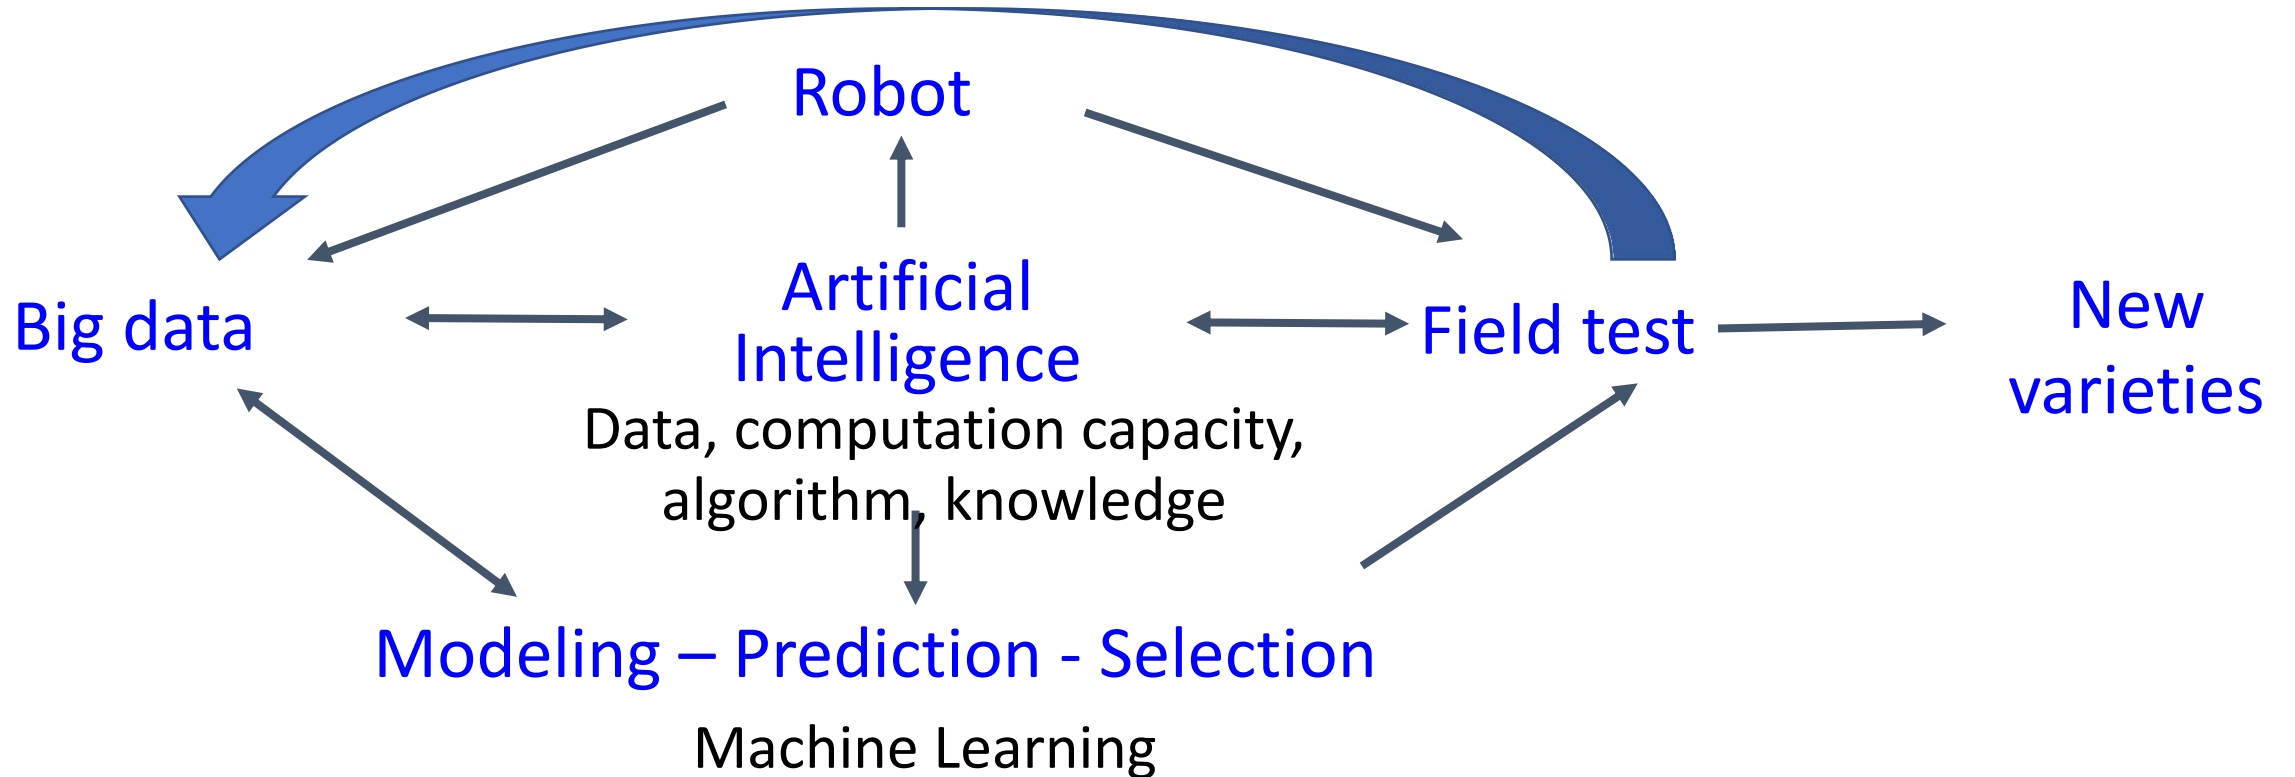 Robot
Big data
Artificial
Intelligence
Data, computation capacity,
algorithm, knowledge
Field test
New
varieties
Modeling – Prediction - Selection
Machine Learning